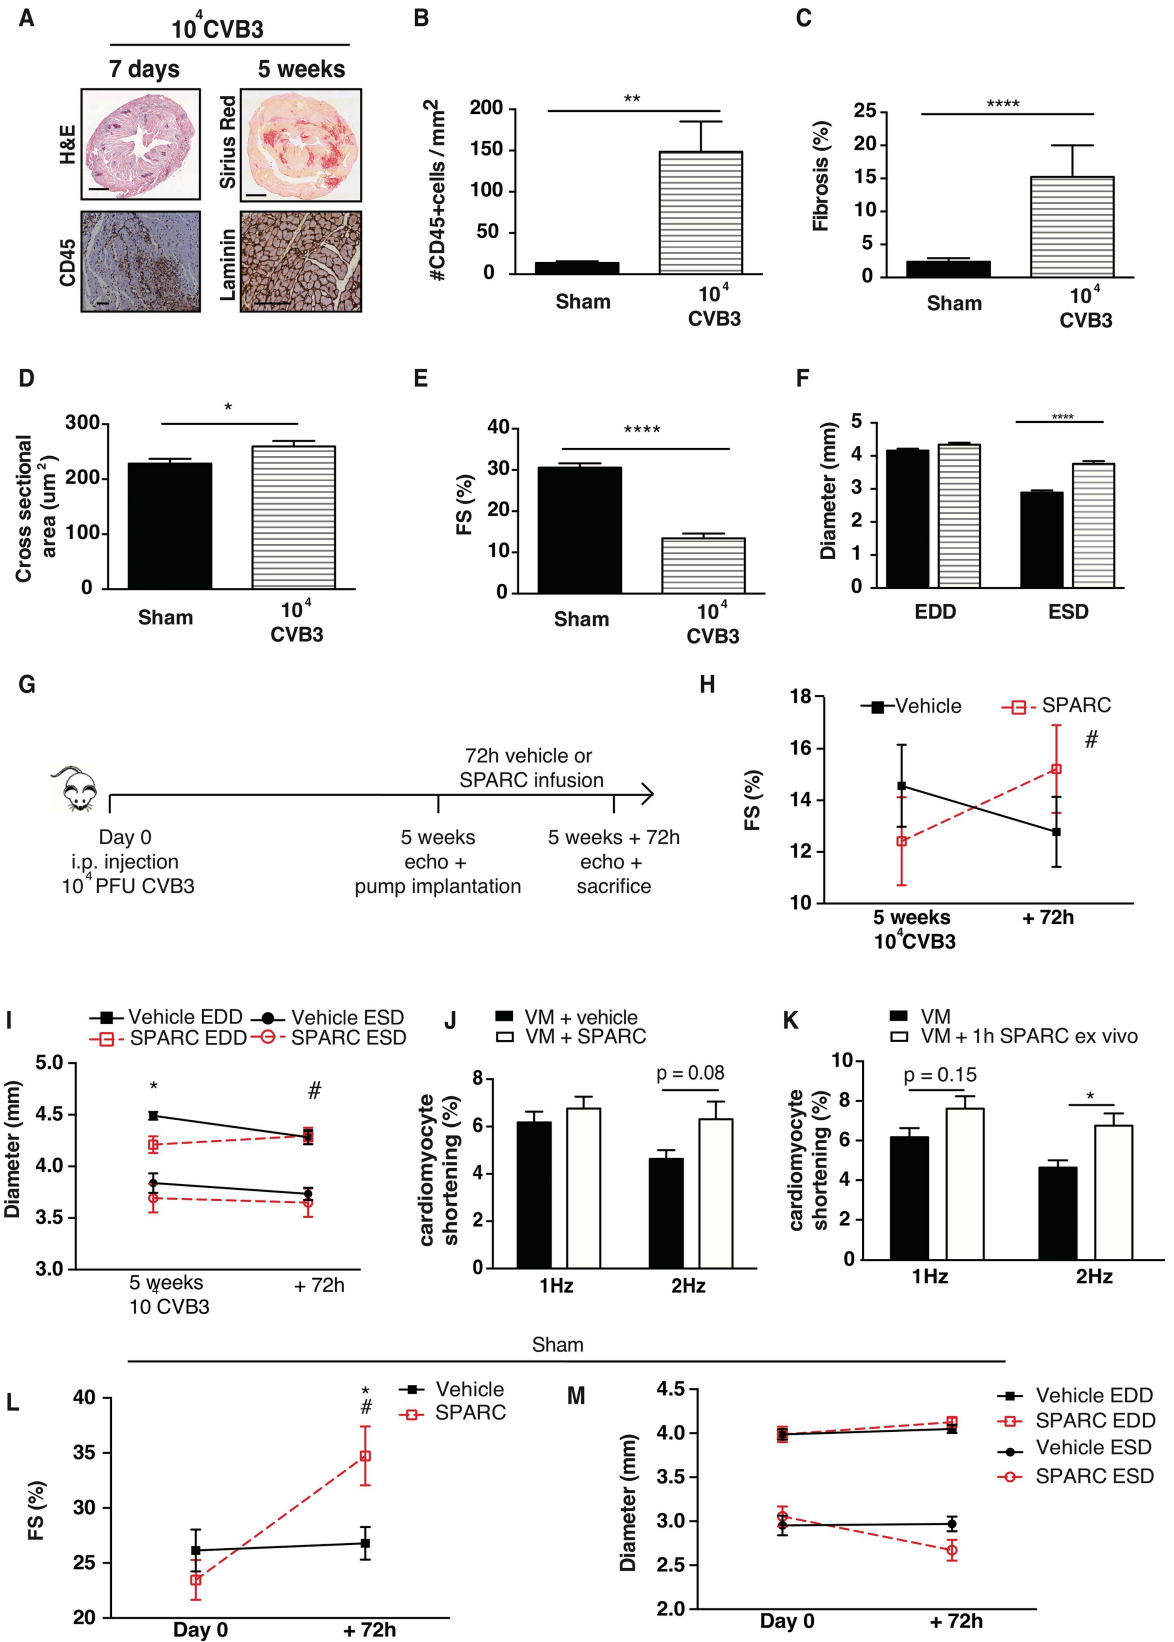 A
10⁴ CVB3
7 days
5 weeks
H&E
Sirius Red
CD45
Laminin
B
#CD45+cells / mm²
200
150
100
50
0
**
Sham
10⁴
CVB3
C
Fibrosis (%)
25
20
15
10
5
0
****
Sham
10⁴
CVB3
D
Cross sectional
area (um²)
300
200
100
0
*
Sham
10⁴
CVB3
E
FS (%)
40
30
20
10
0
****
Sham
10⁴
CVB3
F
Diameter (mm)
5
4
3
2
1
0
****
EDD
ESD
G
72h vehicle or
SPARC infusion
Day 0
i.p. injection
10⁴ PFU CVB3
5 weeks
echo +
pump implantation
5 weeks + 72h
echo +
sacrifice
H
FS (%)
18
16
14
12
10
Vehicle
SPARC
#
5 weeks
10⁴CVB3
+ 72h
I
Vehicle EDD
Vehicle ESD
SPARC EDD
SPARC ESD
Diameter (mm)
5.0
4.5
4.0
3.5
3.0
*
#
5 weeks
10⁴ CVB3
+ 72h
J
VM + vehicle
VM + SPARC
cardiomyocyte
shortening (%)
8
6
4
2
0
p = 0.08
1Hz
2Hz
K
VM
VM + 1h SPARC ex vivo
cardiomyocyte
shortening (%)
10
8
6
4
2
0
p = 0.15
*
1Hz
2Hz
Sham
L
FS (%)
40
35
30
25
20
*
#
Vehicle
SPARC
Day 0
+ 72h
M
Diameter (mm)
4.5
4.0
3.5
3.0
2.5
2.0
Vehicle EDD
SPARC EDD
Vehicle ESD
SPARC ESD
Day 0
+ 72h